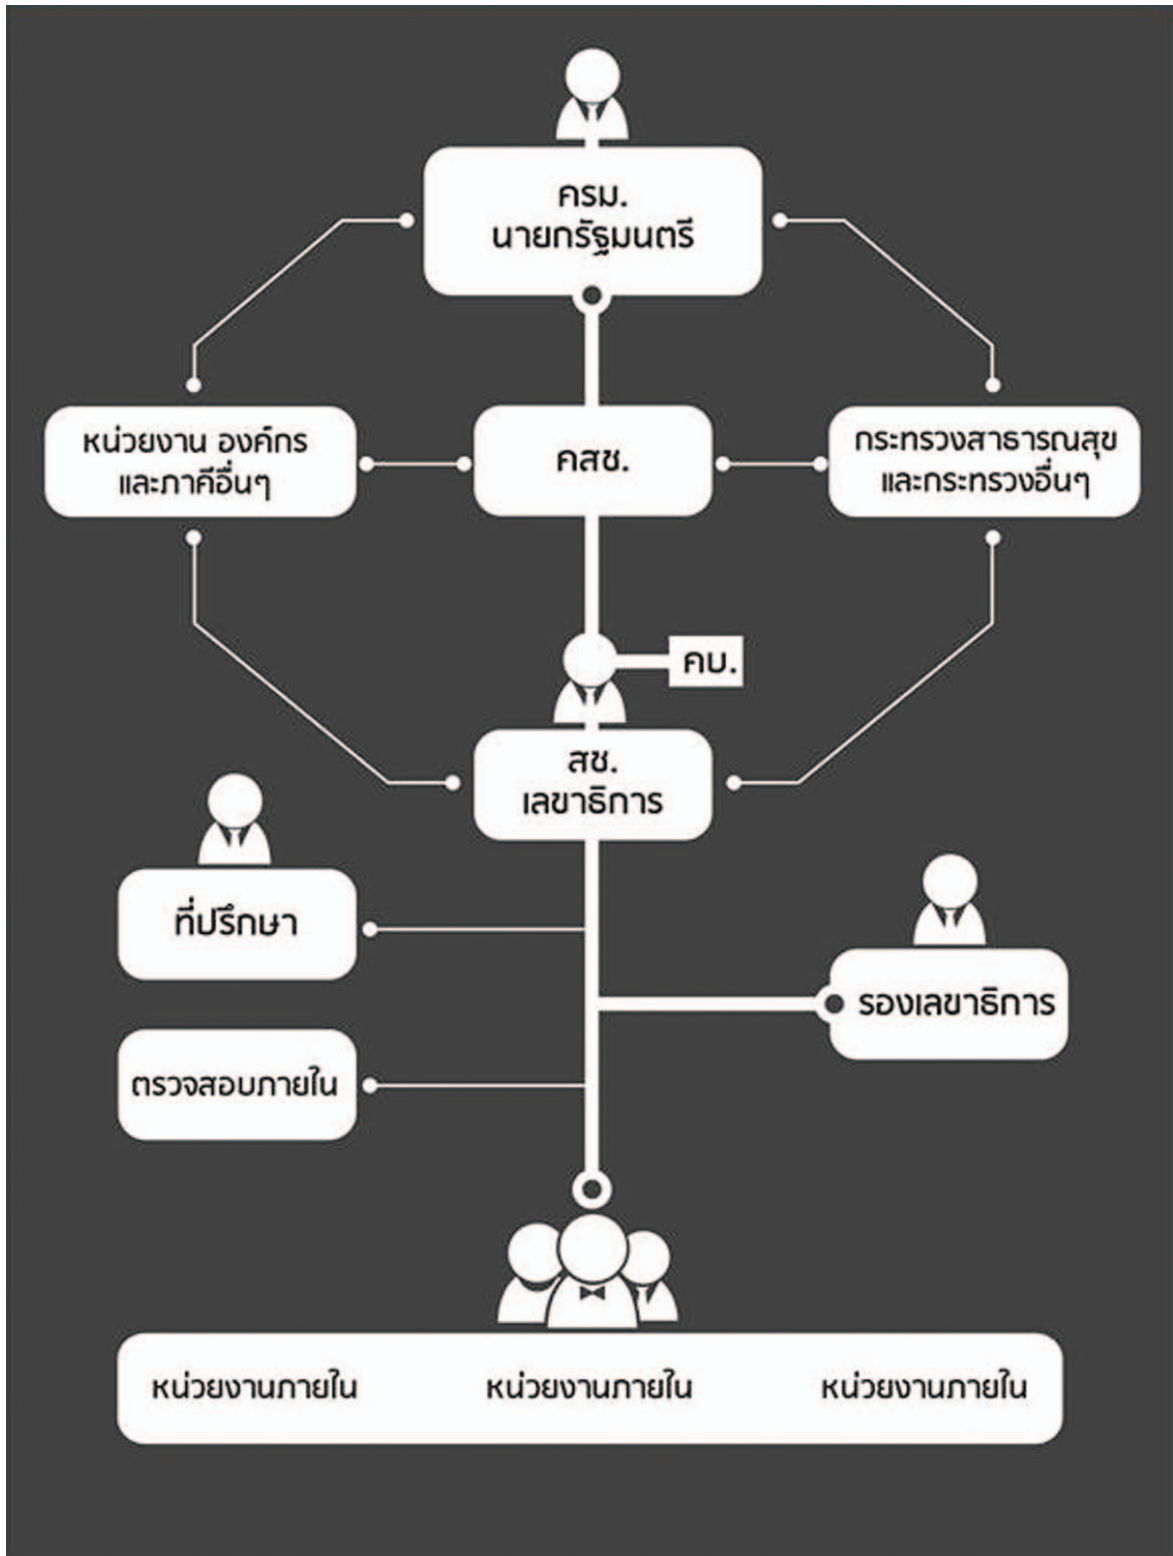 ครม.
นายกรัฐมนตรี
หน่วยงาน องค์กร
และภาคีอื่นๆ
คสช.
กระทรวงสาธารณสุข
และกระทรวงอื่นๆ
คบ.
สช.
เลขาธิการ
ที่ปรึกษา
รองเลขาธิการ
ตรวจสอบภายใน
หน่วยงานภายใน หน่วยงานภายใน หน่วยงานภายใน